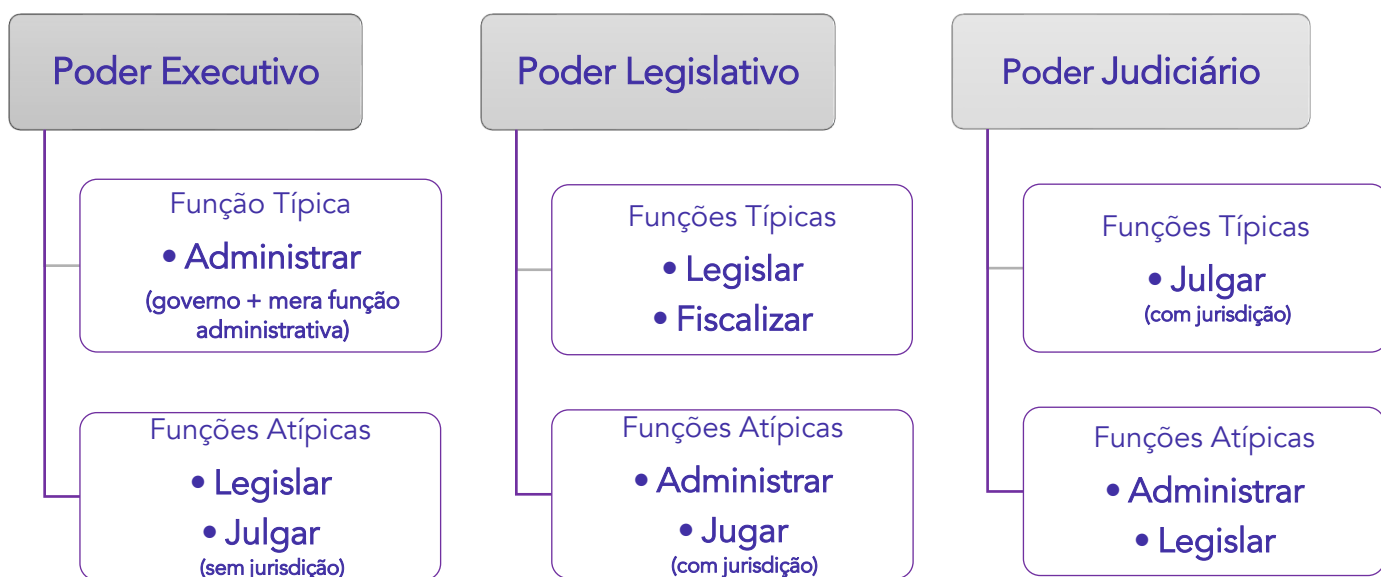 Poder Executivo
Função Típica
• Administrar
(governo + mera função
administrativa)
Funções Atípicas
• Legislar
• Julgar
(sem jurisdição)
Poder Legislativo
Funções Típicas
• Legislar
• Fiscalizar
Funções Atípicas
• Administrar
• Jugar
(com jurisdição)
Poder Judiciário
Funções Típicas
• Julgar
(com jurisdição)
Funções Atípicas
• Administrar
• Legislar